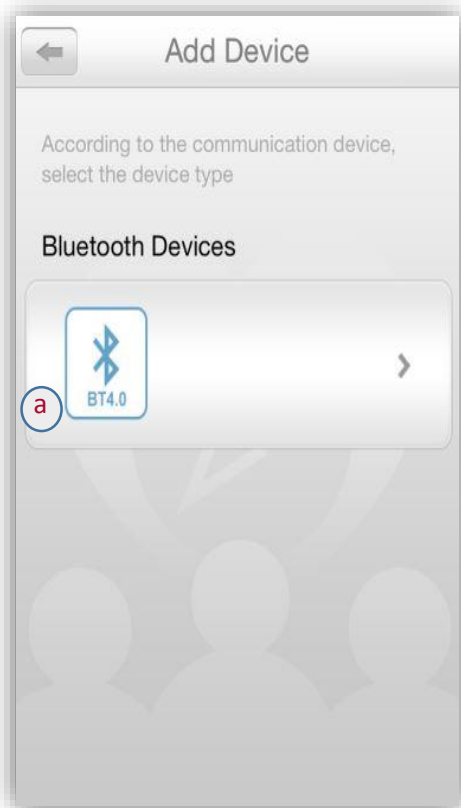 Add Device
According to the communication device,
select the device type
Bluetooth Devices
BT4.0
a